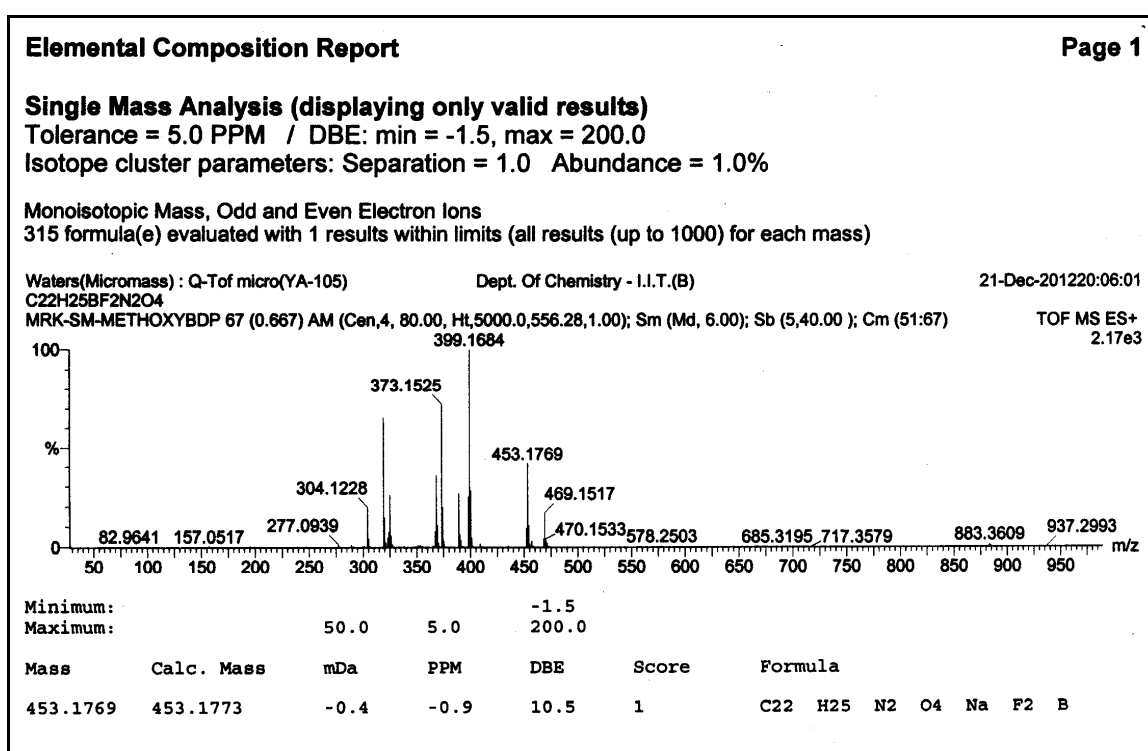 Elemental Composition Report Page 1
Single Mass Analysis (displaying only valid results)
Tolerance = 5.0 PPM / DBE: min = -1.5, max = 200.0
Isotope cluster parameters: Separation = 1.0 Abundance = 1.0%
Monoisotopic Mass, Odd and Even Electron Ions
315 formula(e) evaluated with 1 results within limits (all results (up to 1000) for each mass)
Waters(Micromass) : Q-Tof micro(YA-105) Dept. Of Chemistry - I.I.T.(B) 21-Dec-201220:06:01
C22H25BF2N2O4
MRK-SM-METHOXYBDP 67 (0.667) AM (Cen,4, 80.00, Ht,5000.0,556.28,1.00); Sm (Md, 6.00); Sb (5,40.00 ); Cm (51:67) TOF MS ES+
2.17e3
399.1684
100
373.1525
%
453.1769
304.1228
469.1517
277.0939
470.1533
82.9641 157.0517 578.2503 685.3195 717.3579 883.3609 937.2993
0
m/z
50 100 150 200 250 300 350 400 450 500 550 600 650 700 750 800 850 900 950
Minimum: -1.5
Maximum: 50.0 5.0 200.0
Mass Calc. Mass mDa PPM DBE Score Formula
453.1769 453.1773 -0.4 -0.9 10.5 1 C22 H25 N2 O4 Na F2 B